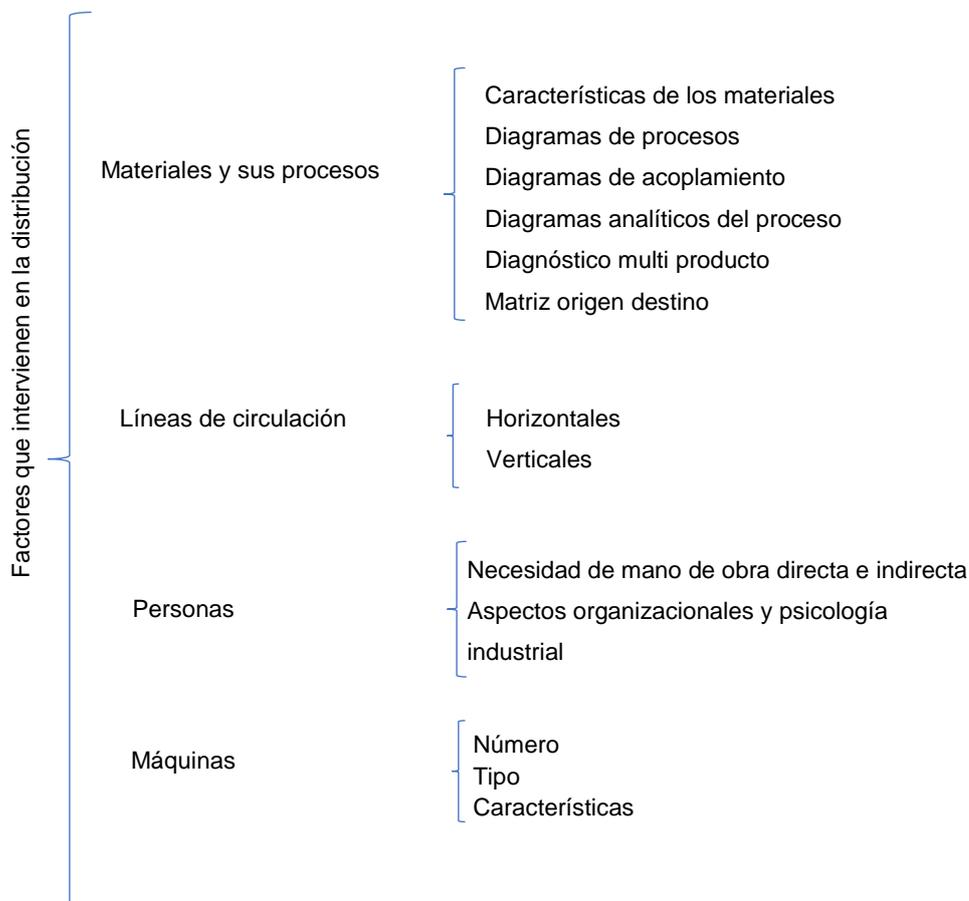 Factores que intervienen en la distribución
Materiales y sus procesos
Características de los materiales
Diagramas de procesos
Diagramas de acoplamiento
Diagramas analíticos del proceso
Diagnóstico multi producto
Matriz origen destino
Líneas de circulación
Horizontales
Verticales
Personas
Necesidad de mano de obra directa e indirecta
Aspectos organizacionales y psicología
industrial
Máquinas
Número
Tipo
Características